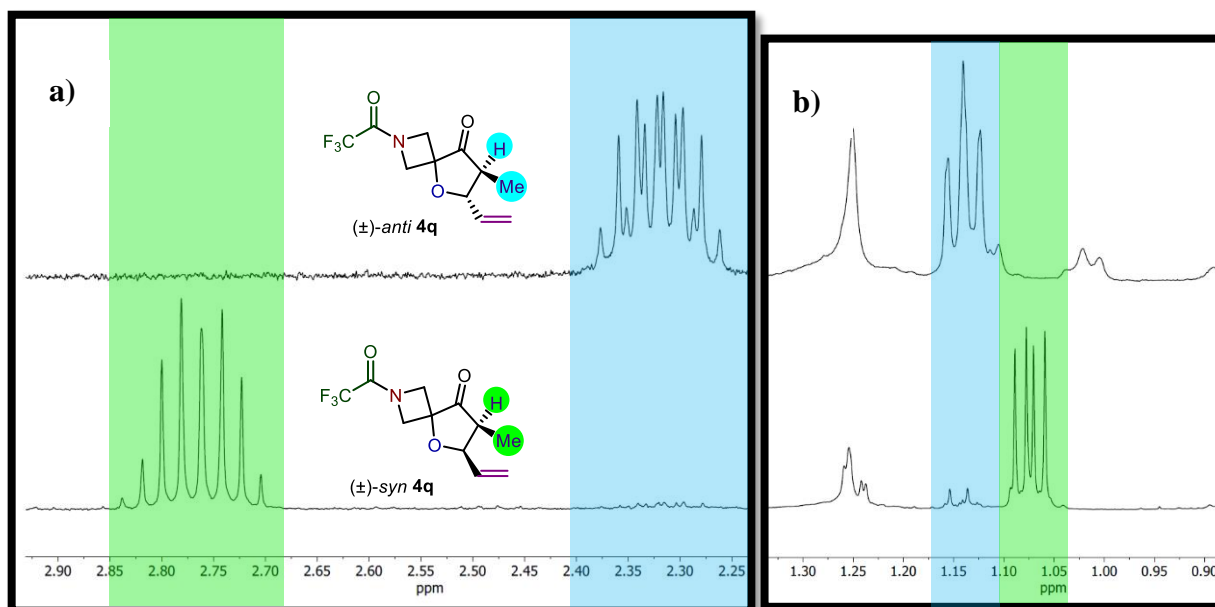 a)
O
F₃C
N
O
H
Me
O
(±)-anti 4q
O
F₃C
N
O
H
Me
O
(±)-syn 4q
2.90 2.85 2.80 2.75 2.70 2.65 2.60 2.55 2.50 2.45 2.40 2.35 2.30 2.25
ppm
b)
1.30 1.25 1.20 1.15 1.10 1.05 1.00 0.95 0.90
ppm